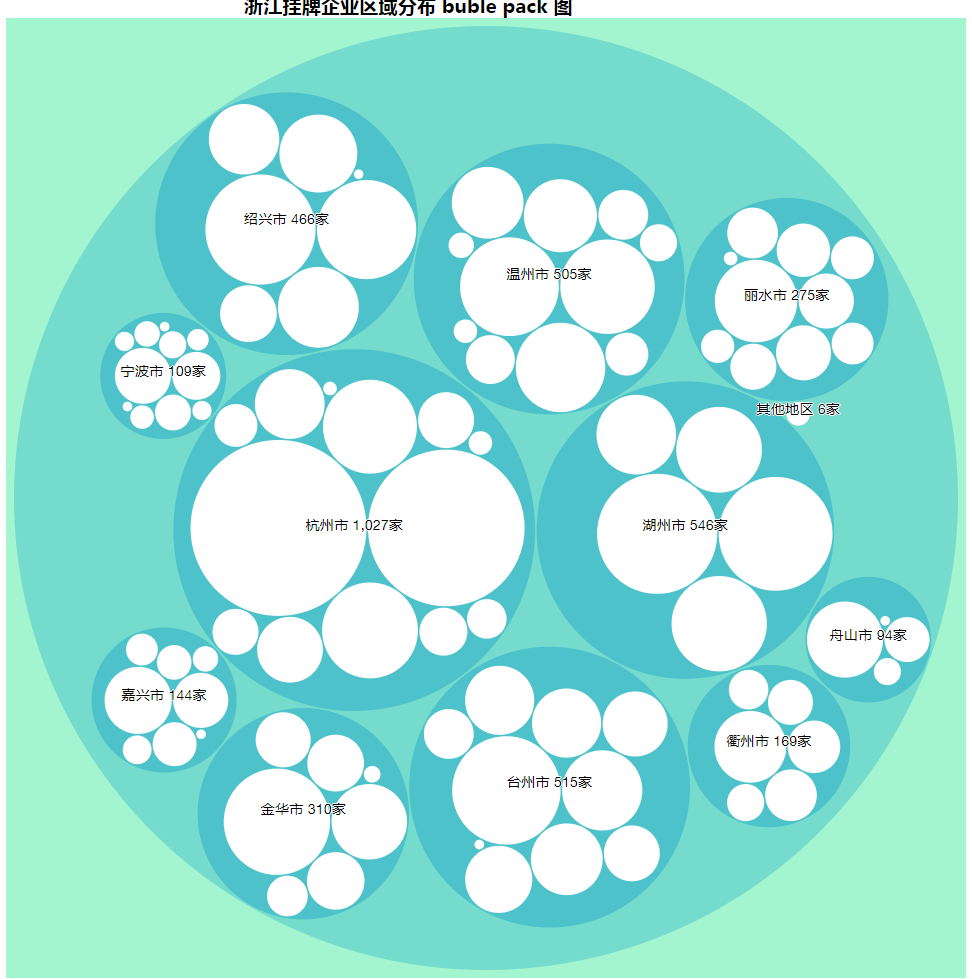 浙江挂牌企业区域分布 buble pack 图
绍兴市 466家
温州市 505家
丽水市 275家
宁波市 109家
其他地区 6家
杭州市 1,027家
湖州市 546家
舟山市 94家
嘉兴市 144家
衢州市 169家
台州市 515家
金华市 310家